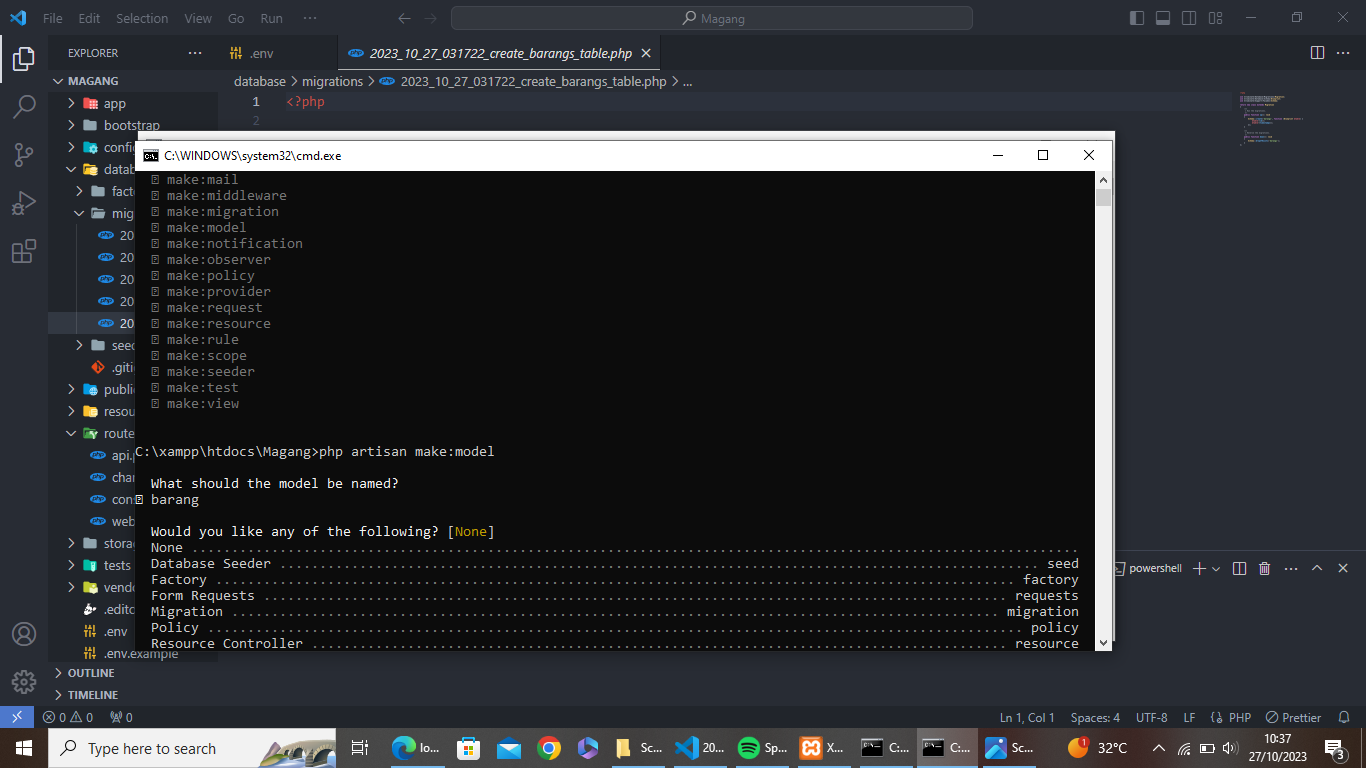 File Edit Selection View Go Run ··· Magang
EXPLORER ···
.env
2023_10_27_031722_create_barangs_table.php
MAGANG
database > migrations > 2023_10_27_031722_create_barangs_table.php > ...
1 <?php
2
app
bootstrap
config
datab
facto
mig
20
20
20
20
20
seed
.giti
public
resou
route
api.
chan
con
web
storag
tests
vendo
.edito
.env
.env.example
OUTLINE
TIMELINE
C:\WINDOWS\system32\cmd.exe
make:mail
make:middleware
make:migration
make:model
make:notification
make:observer
make:policy
make:provider
make:request
make:resource
make:rule
make:scope
make:seeder
make:test
make:view
C:\xampp\htdocs\Magang>php artisan make:model
What should the model be named?
barang
Would you like any of the following? [None]
None
Database Seeder seed
Factory factory
Form Requests requests
Migration migration
Policy policy
Resource Controller resource
powershell
0 0 0
Ln 1, Col 1 Spaces: 4 UTF-8 LF PHP Prettier
Type here to search
lo...
Sc...
20...
Sp...
X...
C:...
C:...
Sc...
1
32°C
10:37
27/10/2023
3